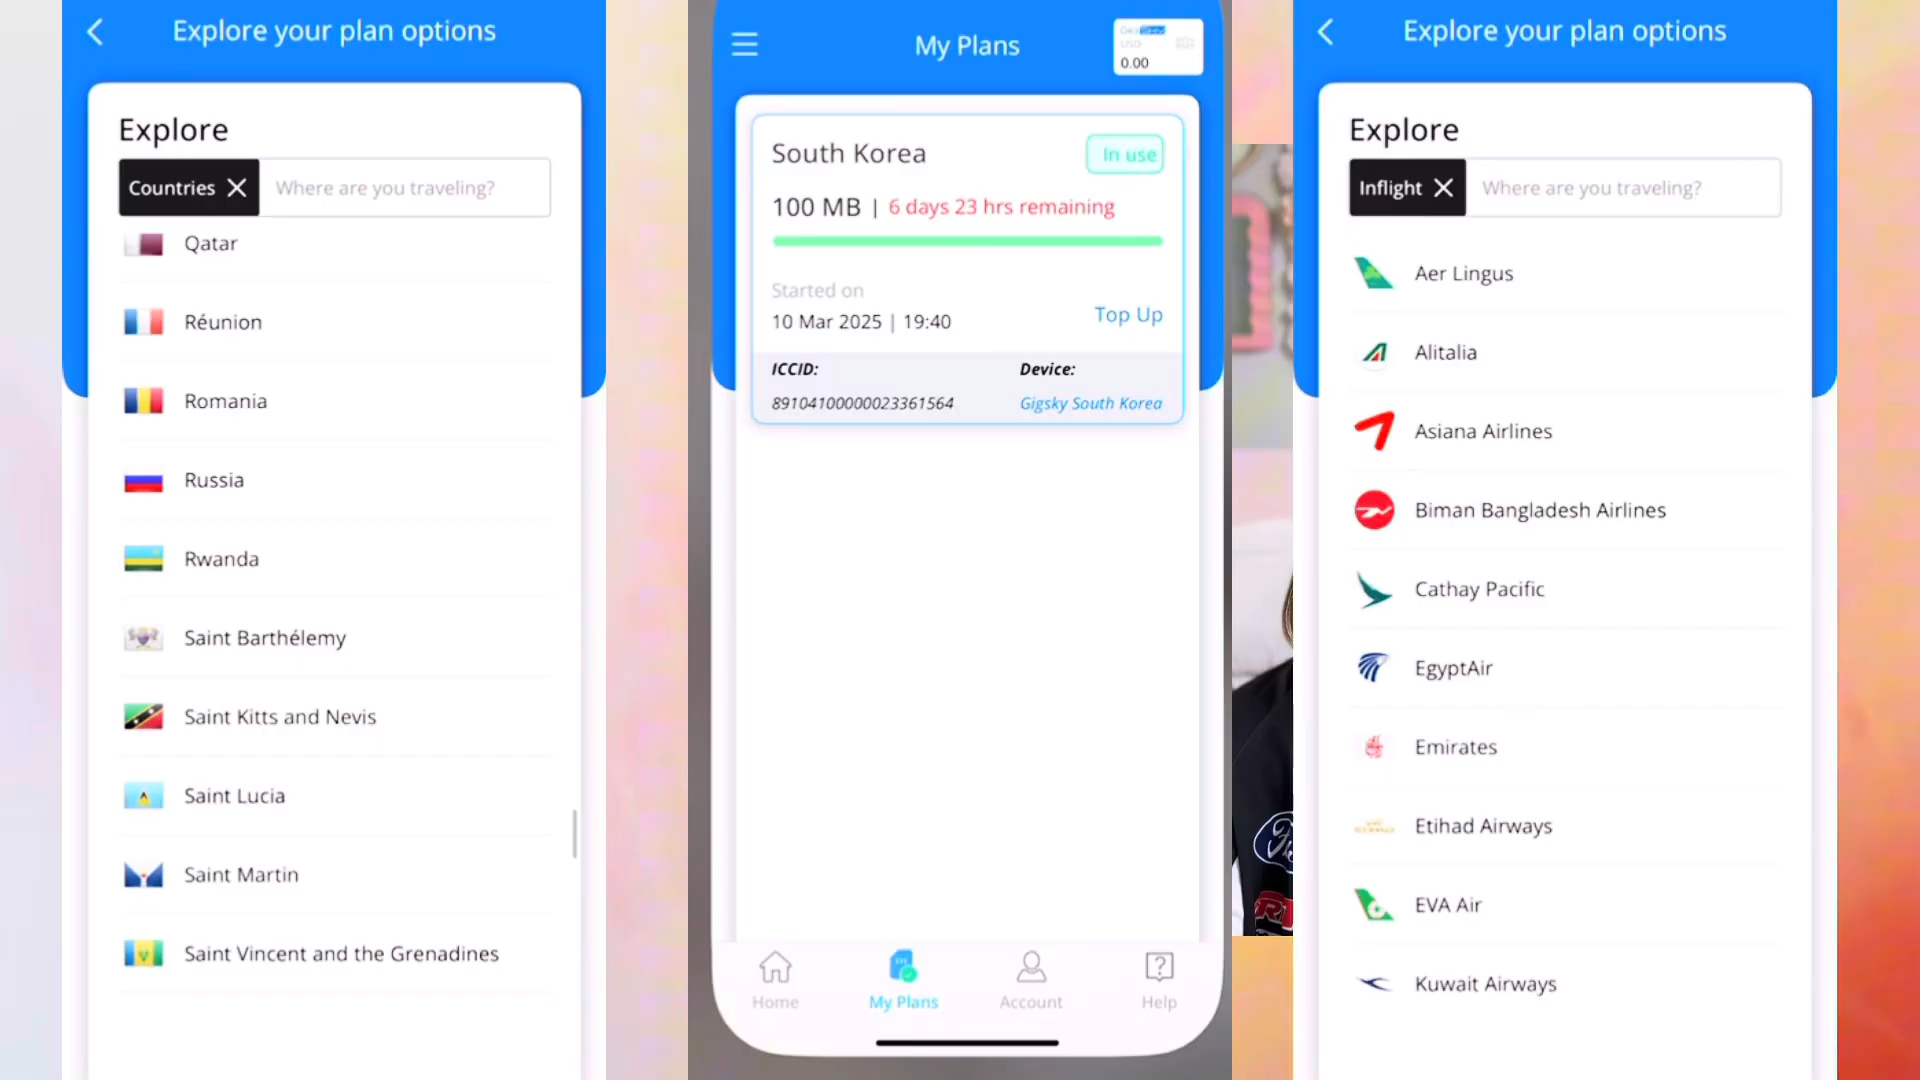 Explore your plan options
Explore
Countries
Where are you traveling?
Qatar
Réunion
Romania
Russia
Rwanda
Saint Barthélemy
Saint Kitts and Nevis
Saint Lucia
Saint Martin
Saint Vincent and the Grenadines
My Plans
USD
0.00
South Korea
In use
100 MB | 6 days 23 hrs remaining
Started on
10 Mar 2025 | 19:40
Top Up
ICCID:
Device:
89104100000023361564
Gigsky South Korea
Home
My Plans
Account
Help
Explore your plan options
Explore
Inflight
Where are you traveling?
Aer Lingus
Alitalia
Asiana Airlines
Biman Bangladesh Airlines
Cathay Pacific
EgyptAir
Emirates
Etihad Airways
EVA Air
Kuwait Airways